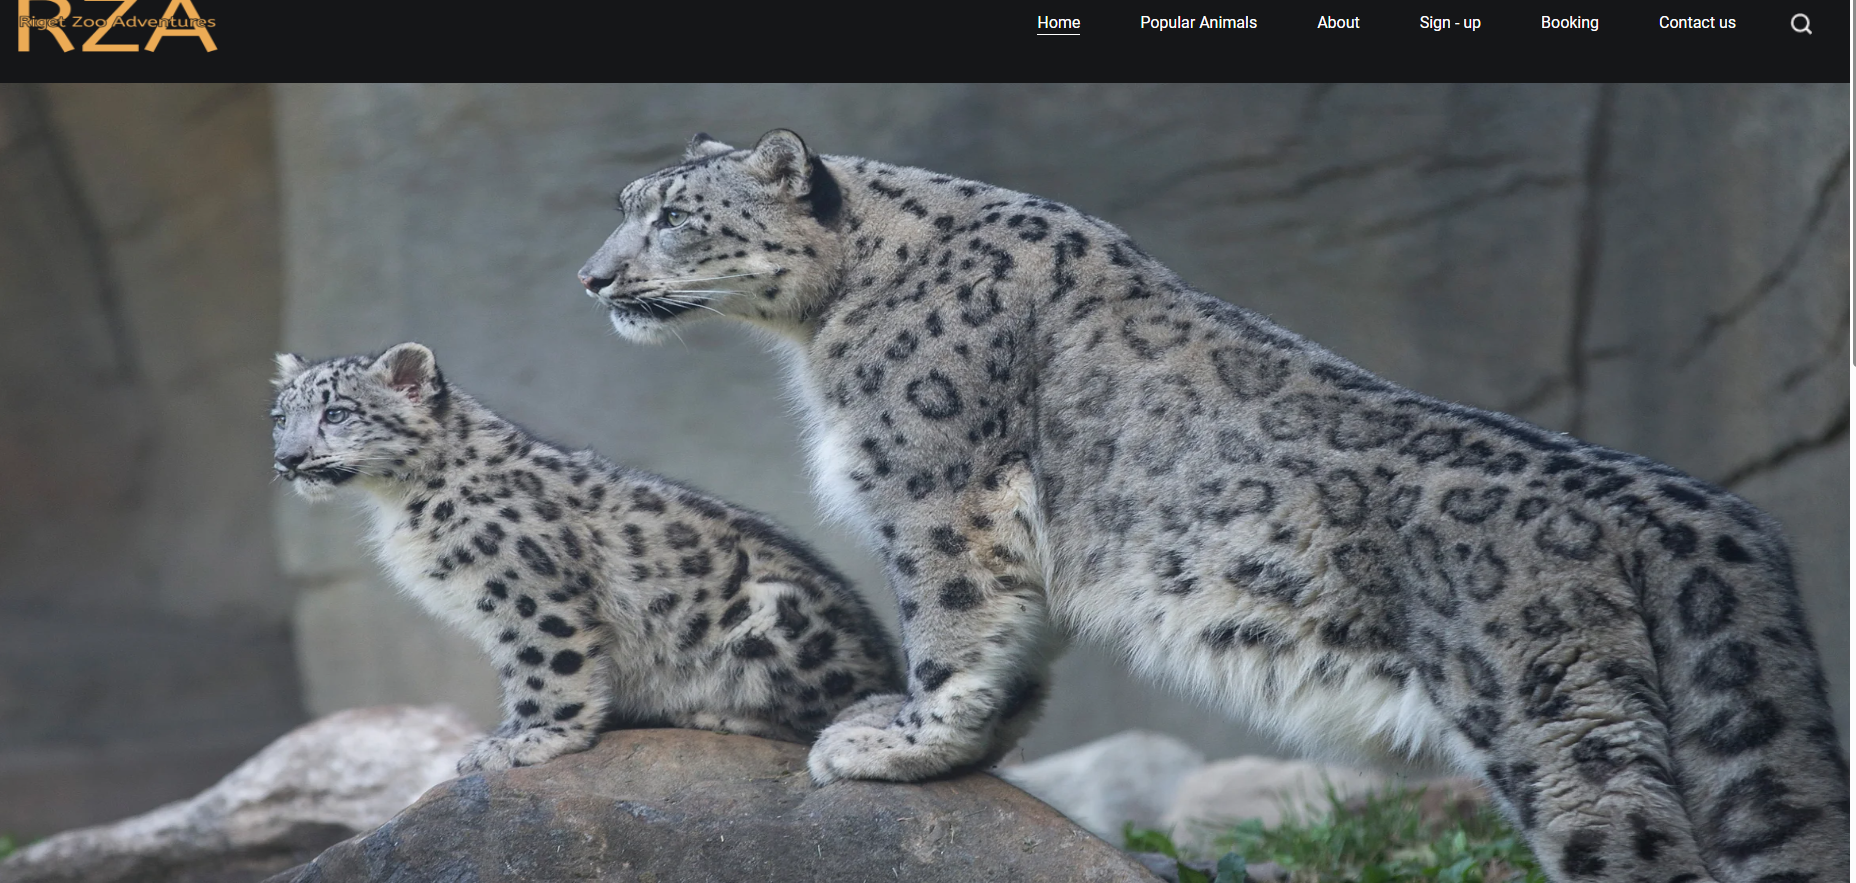 RZA
Riget Zoo Adventures
Home Popular Animals About Sign - up Booking Contact us